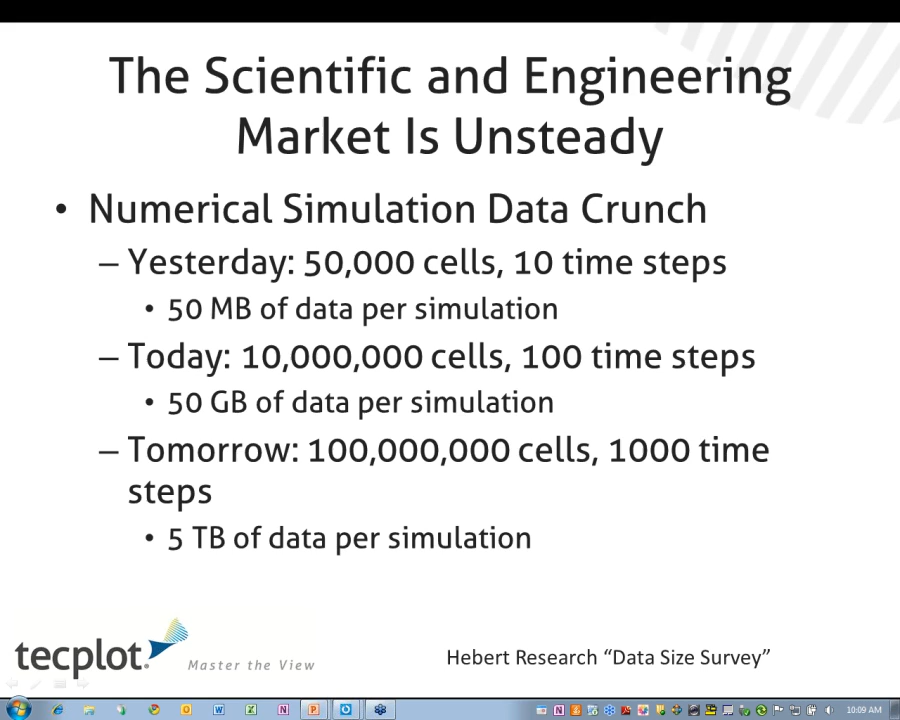 The Scientific and Engineering
Market Is Unsteady
• Numerical Simulation Data Crunch
– Yesterday: 50,000 cells, 10 time steps
• 50 MB of data per simulation
– Today: 10,000,000 cells, 100 time steps
• 50 GB of data per simulation
– Tomorrow: 100,000,000 cells, 1000 time
steps
• 5 TB of data per simulation
tecplot.
Master the View
Hebert Research “Data Size Survey”
10:09 AM